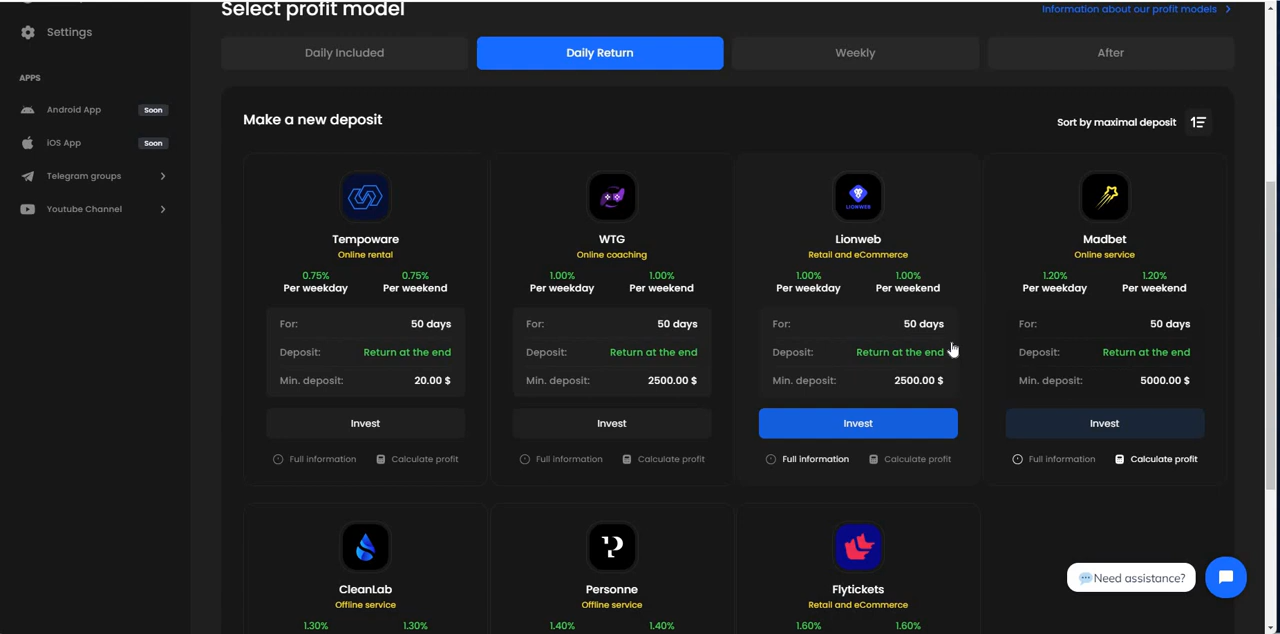 Select profit model
Information about our profit models
Settings
Daily Included
Daily Return
Weekly
After
APPS
Android App
Soon
Make a new deposit
Sort by maximal deposit
iOS App
Soon
Telegram groups
Youtube Channel
LIONWEB
Tempoware
WTG
Lionweb
Madbet
Online rental
Online coaching
Retail and eCommerce
Online service
0.75% 0.75%
Per weekday Per weekend
1.00% 1.00%
Per weekday Per weekend
1.00% 1.00%
Per weekday Per weekend
1.20% 1.20%
Per weekday Per weekend
For: 50 days
Deposit: Return at the end
Min. deposit: 20.00 $
For: 50 days
Deposit: Return at the end
Min. deposit: 2500.00 $
For: 50 days
Deposit: Return at the end
Min. deposit: 2500.00 $
For: 50 days
Deposit: Return at the end
Min. deposit: 5000.00 $
Invest
Invest
Invest
Invest
Full information Calculate profit
Full information Calculate profit
Full information Calculate profit
Full information Calculate profit
CleanLab
Personne
Flytickets
Offline service
Offline service
Retail and eCommerce
1.30% 1.30%
1.40% 1.40%
1.60% 1.60%
Need assistance?